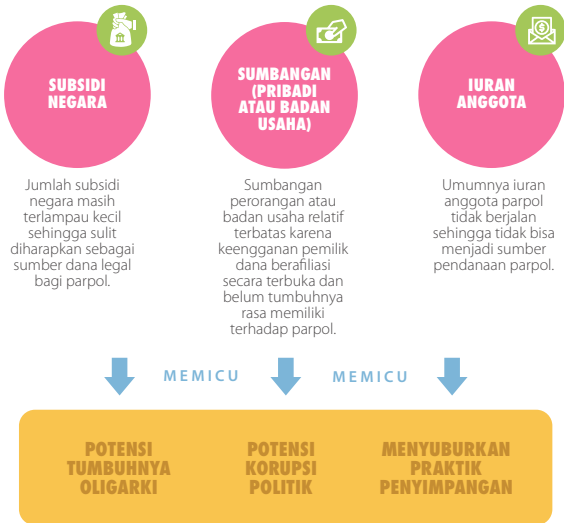 SUBSIDI
NEGARA
Jumlah subsidi
negara masih
terlampau kecil
sehingga sulit
diharapkan sebagai
sumber dana legal
bagi parpol.
SUMBANGAN
(PRIBADI
ATAU BADAN
USAHA)
Sumbangan
perorangan atau
badan usaha relatif
terbatas karena
keengganan pemilik
dana berafiliasi
secara terbuka dan
belum tumbuhnya
rasa memiliki
terhadap parpol.
IURAN
ANGGOTA
Umumnya iuran
anggota parpol
tidak berjalan
sehingga tidak bisa
menjadi sumber
pendanaan parpol.
MEMICU
MEMICU
POTENSI
TUMBUHNYA
OLIGARKI
POTENSI
KORUPSI
POLITIK
MENYUBURKAN
PRAKTIK
PENYIMPANGAN